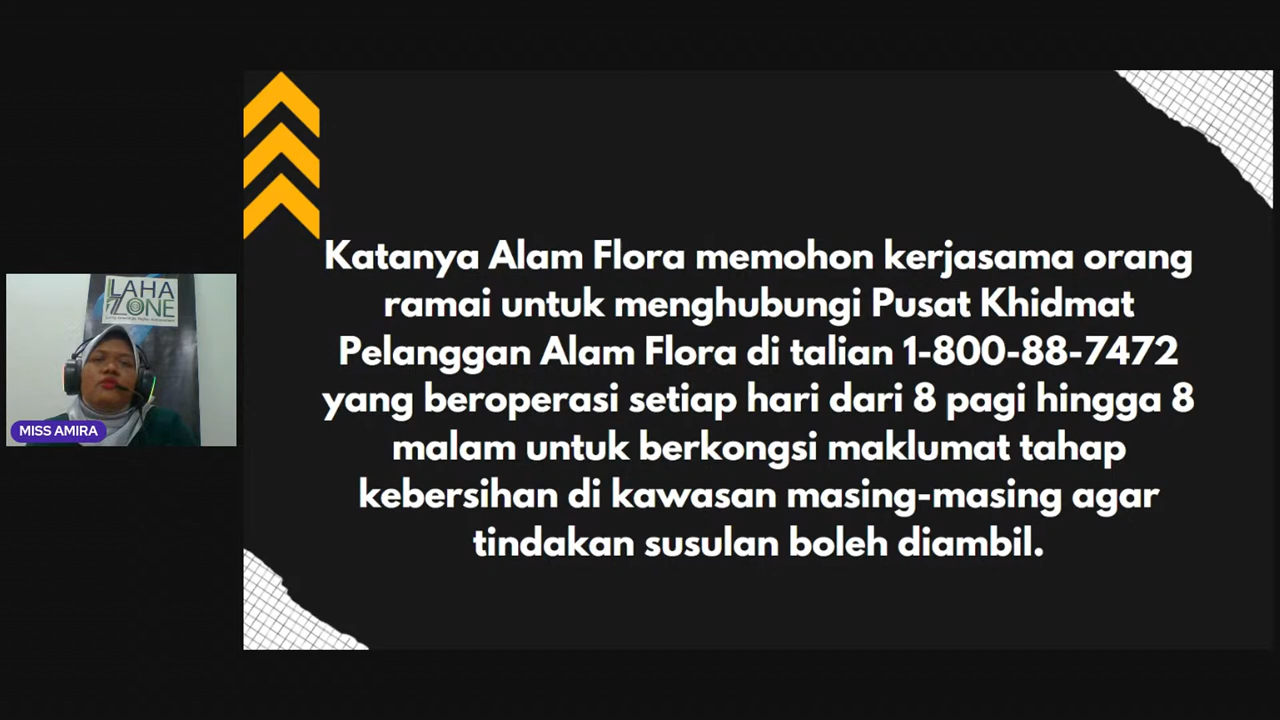 LAHA
ZONE
MISS AMIRA
Katanya Alam Flora memohon kerjasama orang
ramai untuk menghubungi Pusat Khidmat
Pelanggan Alam Flora di talian 1-800-88-7472
yang beroperasi setiap hari dari 8 pagi hingga 8
malam untuk berkongsi maklumat tahap
kebersihan di kawasan masing-masing agar
tindakan susulan boleh diambil.